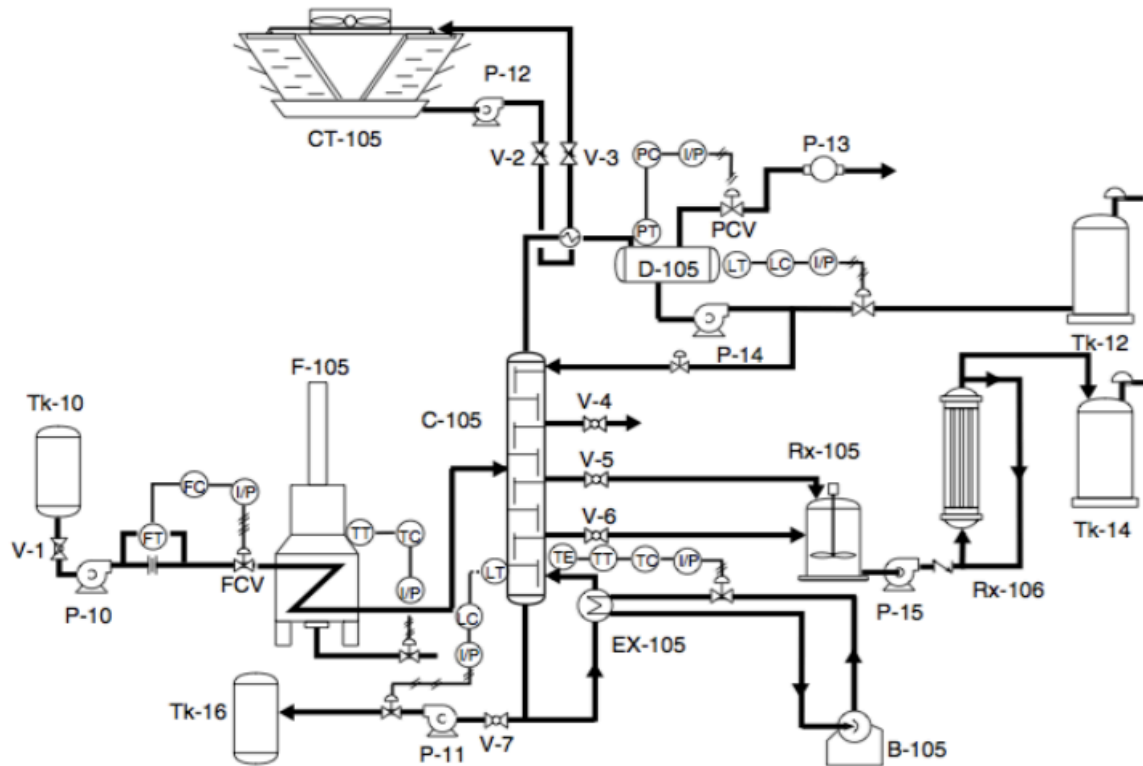 P-12
CT-105
V-2
V-3
PC
I/P
P-13
PT
PCV
D-105
LT
LC
I/P
Tk-12
P-14
F-105
Tk-10
C-105
V-4
Rx-105
V-5
FC
I/P
V-6
Tk-14
FT
TT
TC
V-1
FCV
TE
TT
TC
I/P
LT
P-10
I/P
P-15
Rx-106
LC
EX-105
I/P
Tk-16
P-11
V-7
B-105